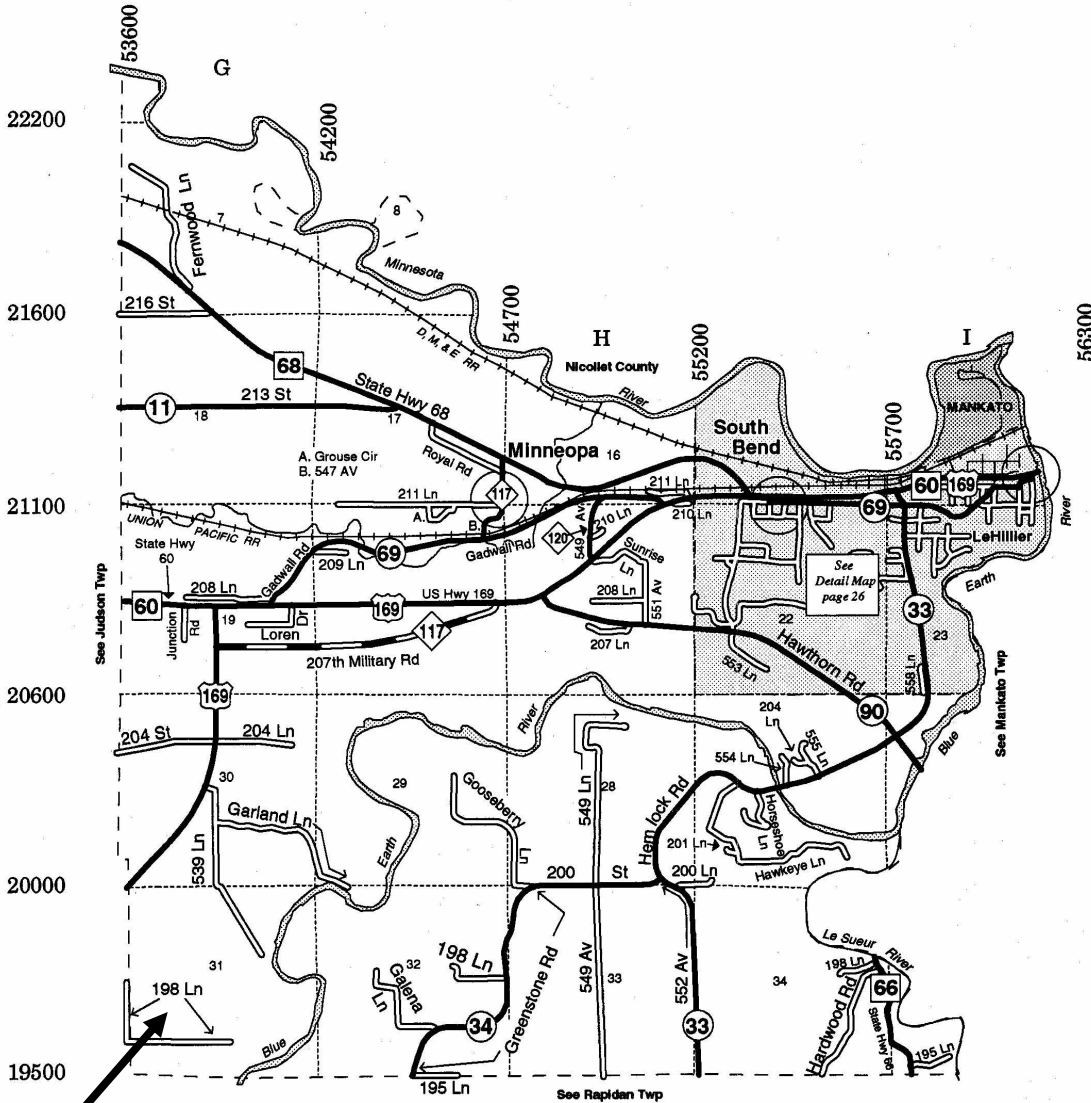 53600
G
22200
54200
Fernwood Ln
7
8
Minnesota
216 St
21600
54700
H
I
56300
D, M, & E RR
Nicollet County
55200
River
68
State Hwy 68
11
213 St
18
17
MANKATO
55700
South
Bend
Minneopa
16
A. Grouse Cir
B. 547 AV
Royal Rd
60
169
211 Ln
117
211 Ln
21100
A.
B.
69
River
UNION PACIFIC RR
549 Av
210 Ln
210 Ln
120
LeHillier
State Hwy
60
Gadwall Rd
69
Gadwall Rd
209 Ln
Sunrise
Ln
See
Detail Map
page 26
Earth
208 Ln
US Hwy 169
208 Ln
551 Av
60
169
33
See Judson Twp
19
Junction
Rd
Loren
Dr
117
22
23
207th Military Rd
207 Ln
553 Ln
Hawthorn Rd
558 Ln
See Mankato Twp
20600
169
90
204
Ln
River
204 St
204 Ln
555 Ln
Blue
554 Ln
30
29
28
Gooseberry
Ln
549 Ln
Hemlock Rd
Garland Ln
539 Ln
Earth
Horseshoe
Ln
201 Ln
Hawkeye Ln
20000
200 St
200 Ln
Le Sueur
River
31
32
33
34
198 Ln
198 Ln
198 Ln
Galena
Ln
Greenstone Rd
549 Av
552 Av
Hardwood Rd
66
State Hwy 66
34
33
Blue
195 Ln
19500
195 Ln
See Rapidan Twp